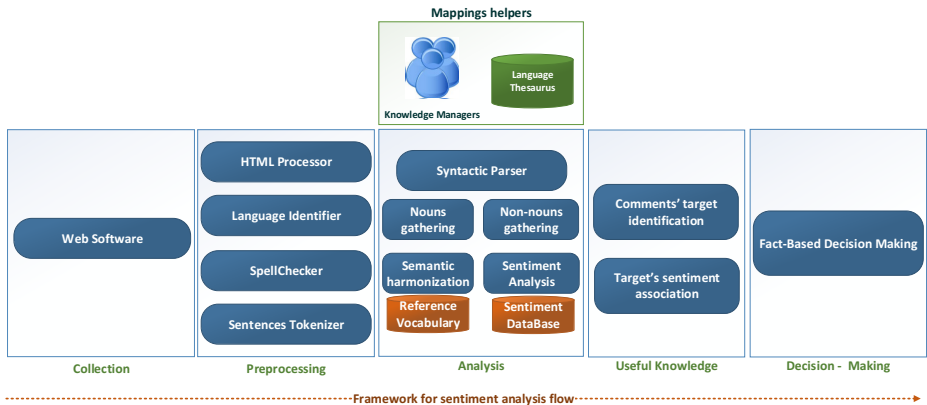 Mappings helpers
Language
Thesaurus
Knowledge Managers
Web Software
HTML Processor
Language Identifier
SpellChecker
Sentences Tokenizer
Syntactic Parser
Nouns
gathering
Non-nouns
gathering
Semantic
harmonization
Sentiment
Analysis
Reference
Vocabulary
Sentiment
DataBase
Comments' target
identification
Target's sentiment
association
Fact-Based Decision Making
Collection
Preprocessing
Analysis
Useful Knowledge
Decision - Making
Framework for sentiment analysis flow